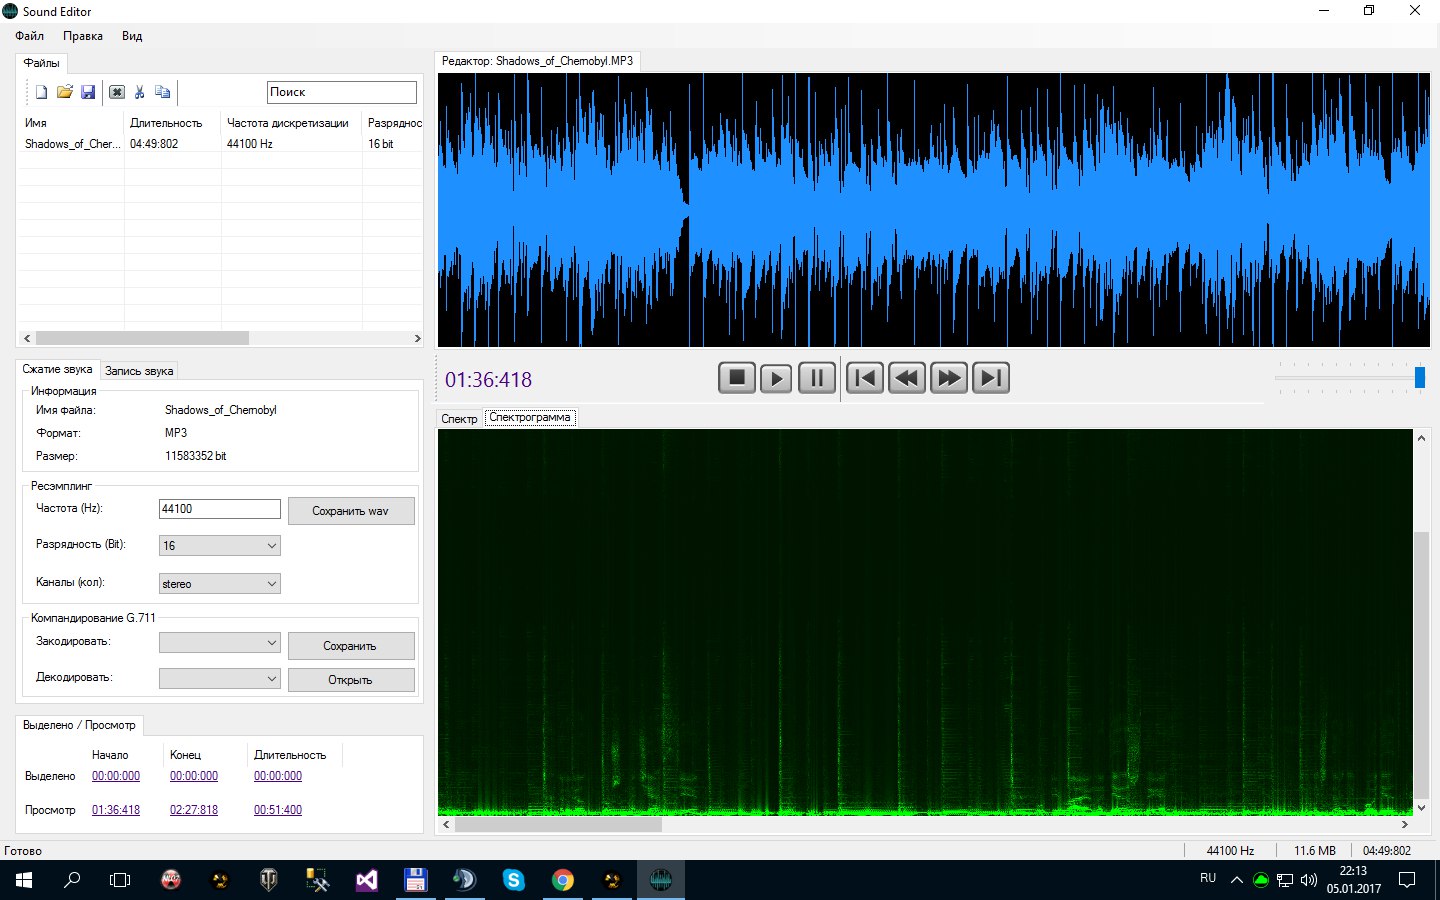 Sound Editor
Файл Правка Вид
Файлы
Поиск
Имя Длительность Частота дискретизации Разряднос
Shadows_of_Cher... 04:49:802 44100 Hz 16 bit
Редактор: Shadows_of_Chernobyl.MP3
01:36:418
Сжатие звука Запись звука
Информация
Имя файла: Shadows_of_Chernobyl
Формат: MP3
Размер: 11583352 bit
Ресэмплинг
Частота (Hz): 44100 Сохранить wav
Разрядность (Bit): 16
Каналы (кол): stereo
Компандирование G.711
Закодировать: Сохранить
Декодировать: Открыть
Спектр Спектрограмма
Выделено / Просмотр
Начало Конец Длительность
Выделено 00:00:000 00:00:000 00:00:000
Просмотр 01:36:418 02:27:818 00:51:400
Готово 44100 Hz 11.6 MB 04:49:802
RU 22:13
05.01.2017